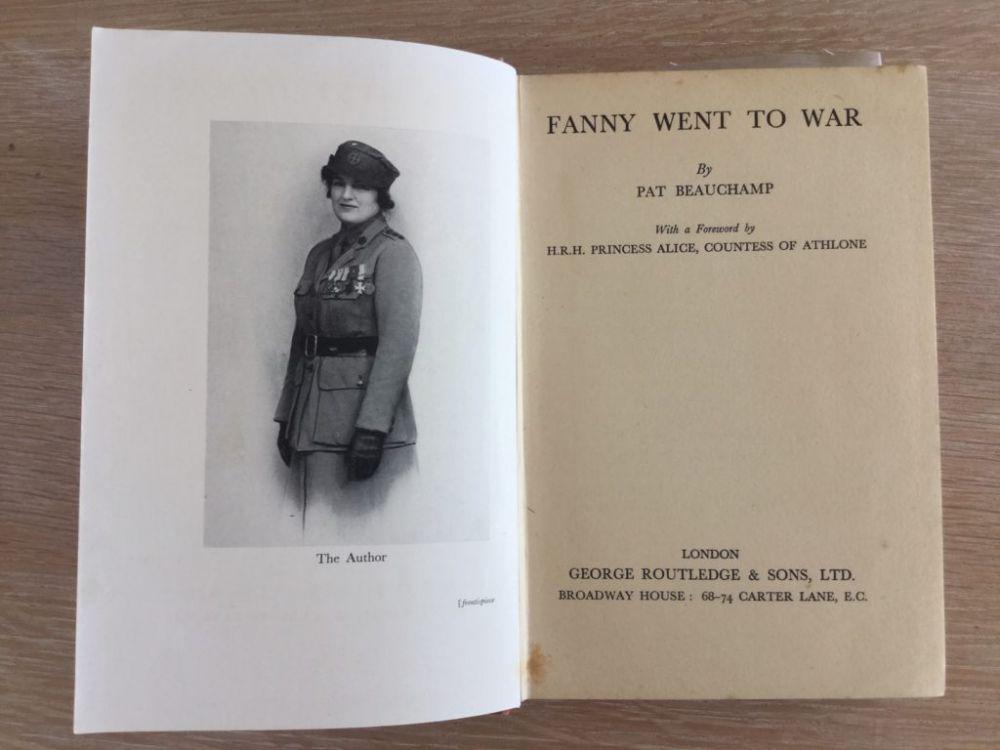 The Author
[frontispiece
FANNY WENT TO WAR
By
PAT BEAUCHAMP
With a Foreword by
H.R.H. PRINCESS ALICE, COUNTESS OF ATHLONE
LONDON
GEORGE ROUTLEDGE & SONS, LTD.
BROADWAY HOUSE : 68–74 CARTER LANE, E.C.